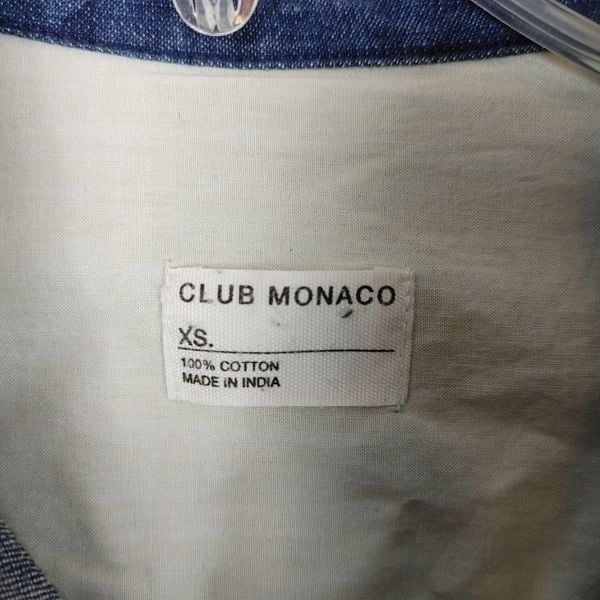 CLUB MONACO
XS.
100% COTTON
MADE IN INDIA